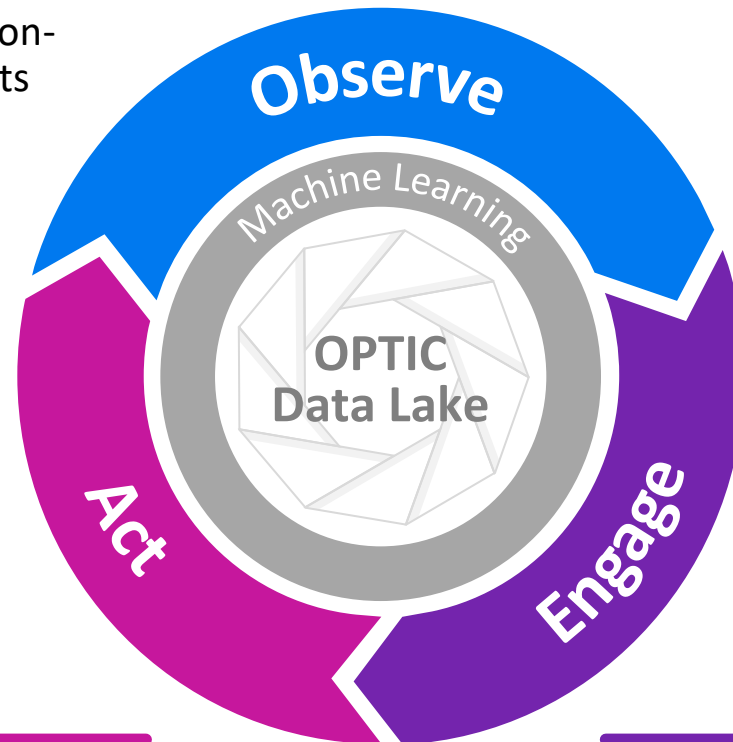 on-
ts
Observe
Machine Learning
OPTIC
Data Lake
Act
Engage